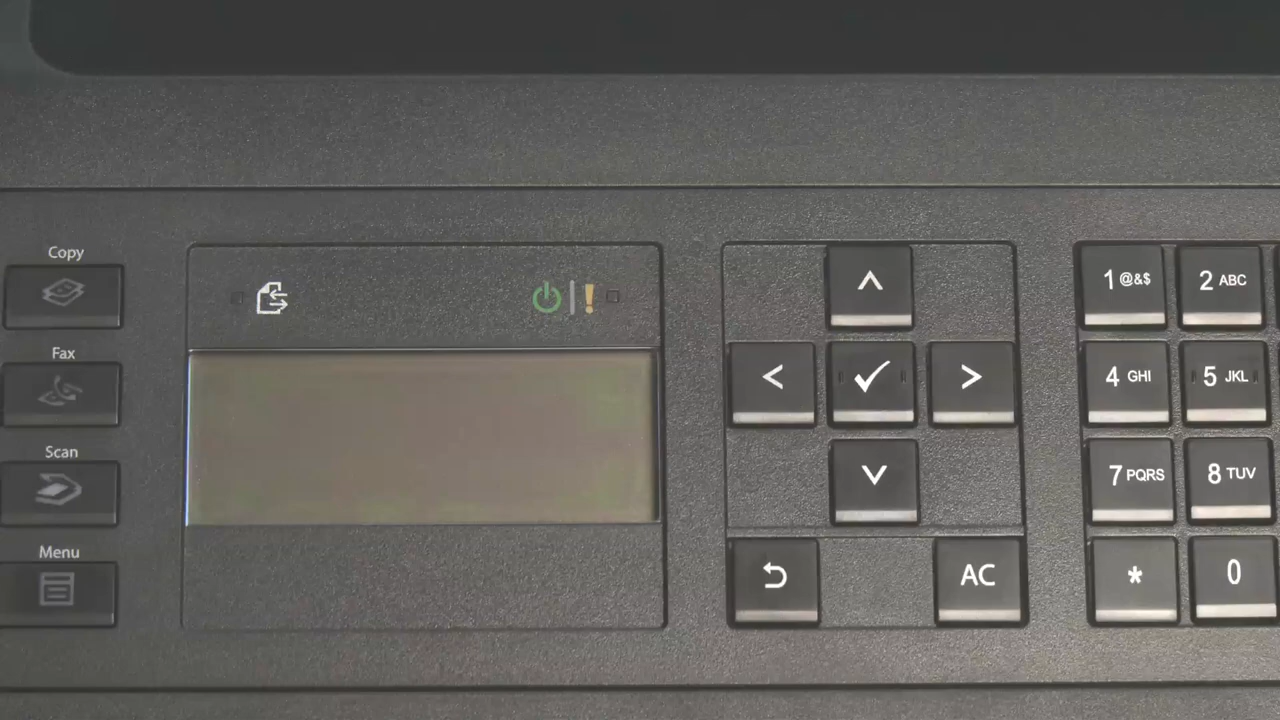 Copy
Fax
Scan
Menu
!
^
< ✓ >
v
AC
1 @&$ 2 ABC
4 GHI 5 JKL
7 PQRS 8 TUV
* 0